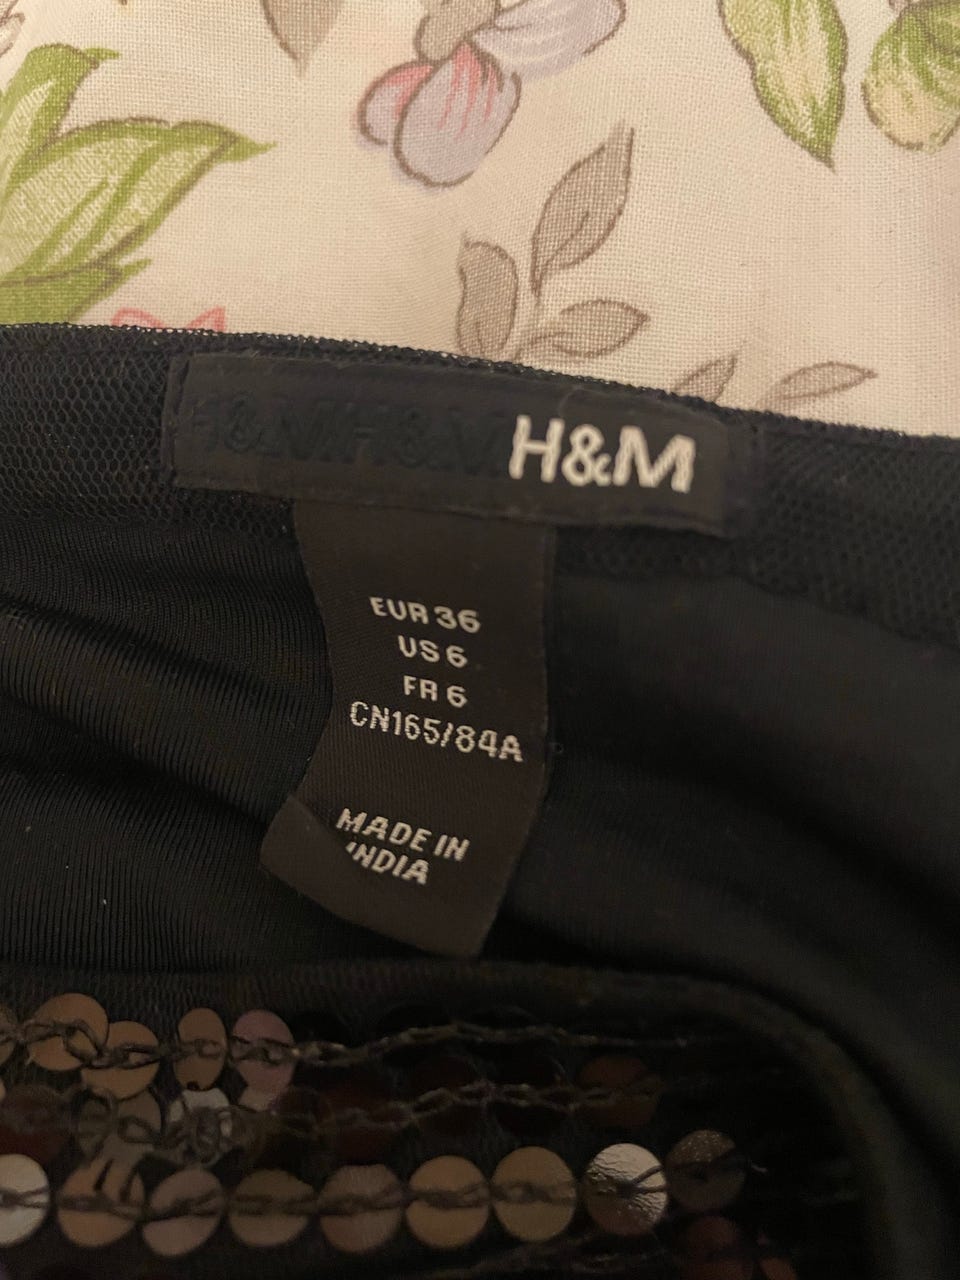 H&M H&M H&M
EUR 36
US 6
FR 6
CN165/84A
MADE IN
INDIA